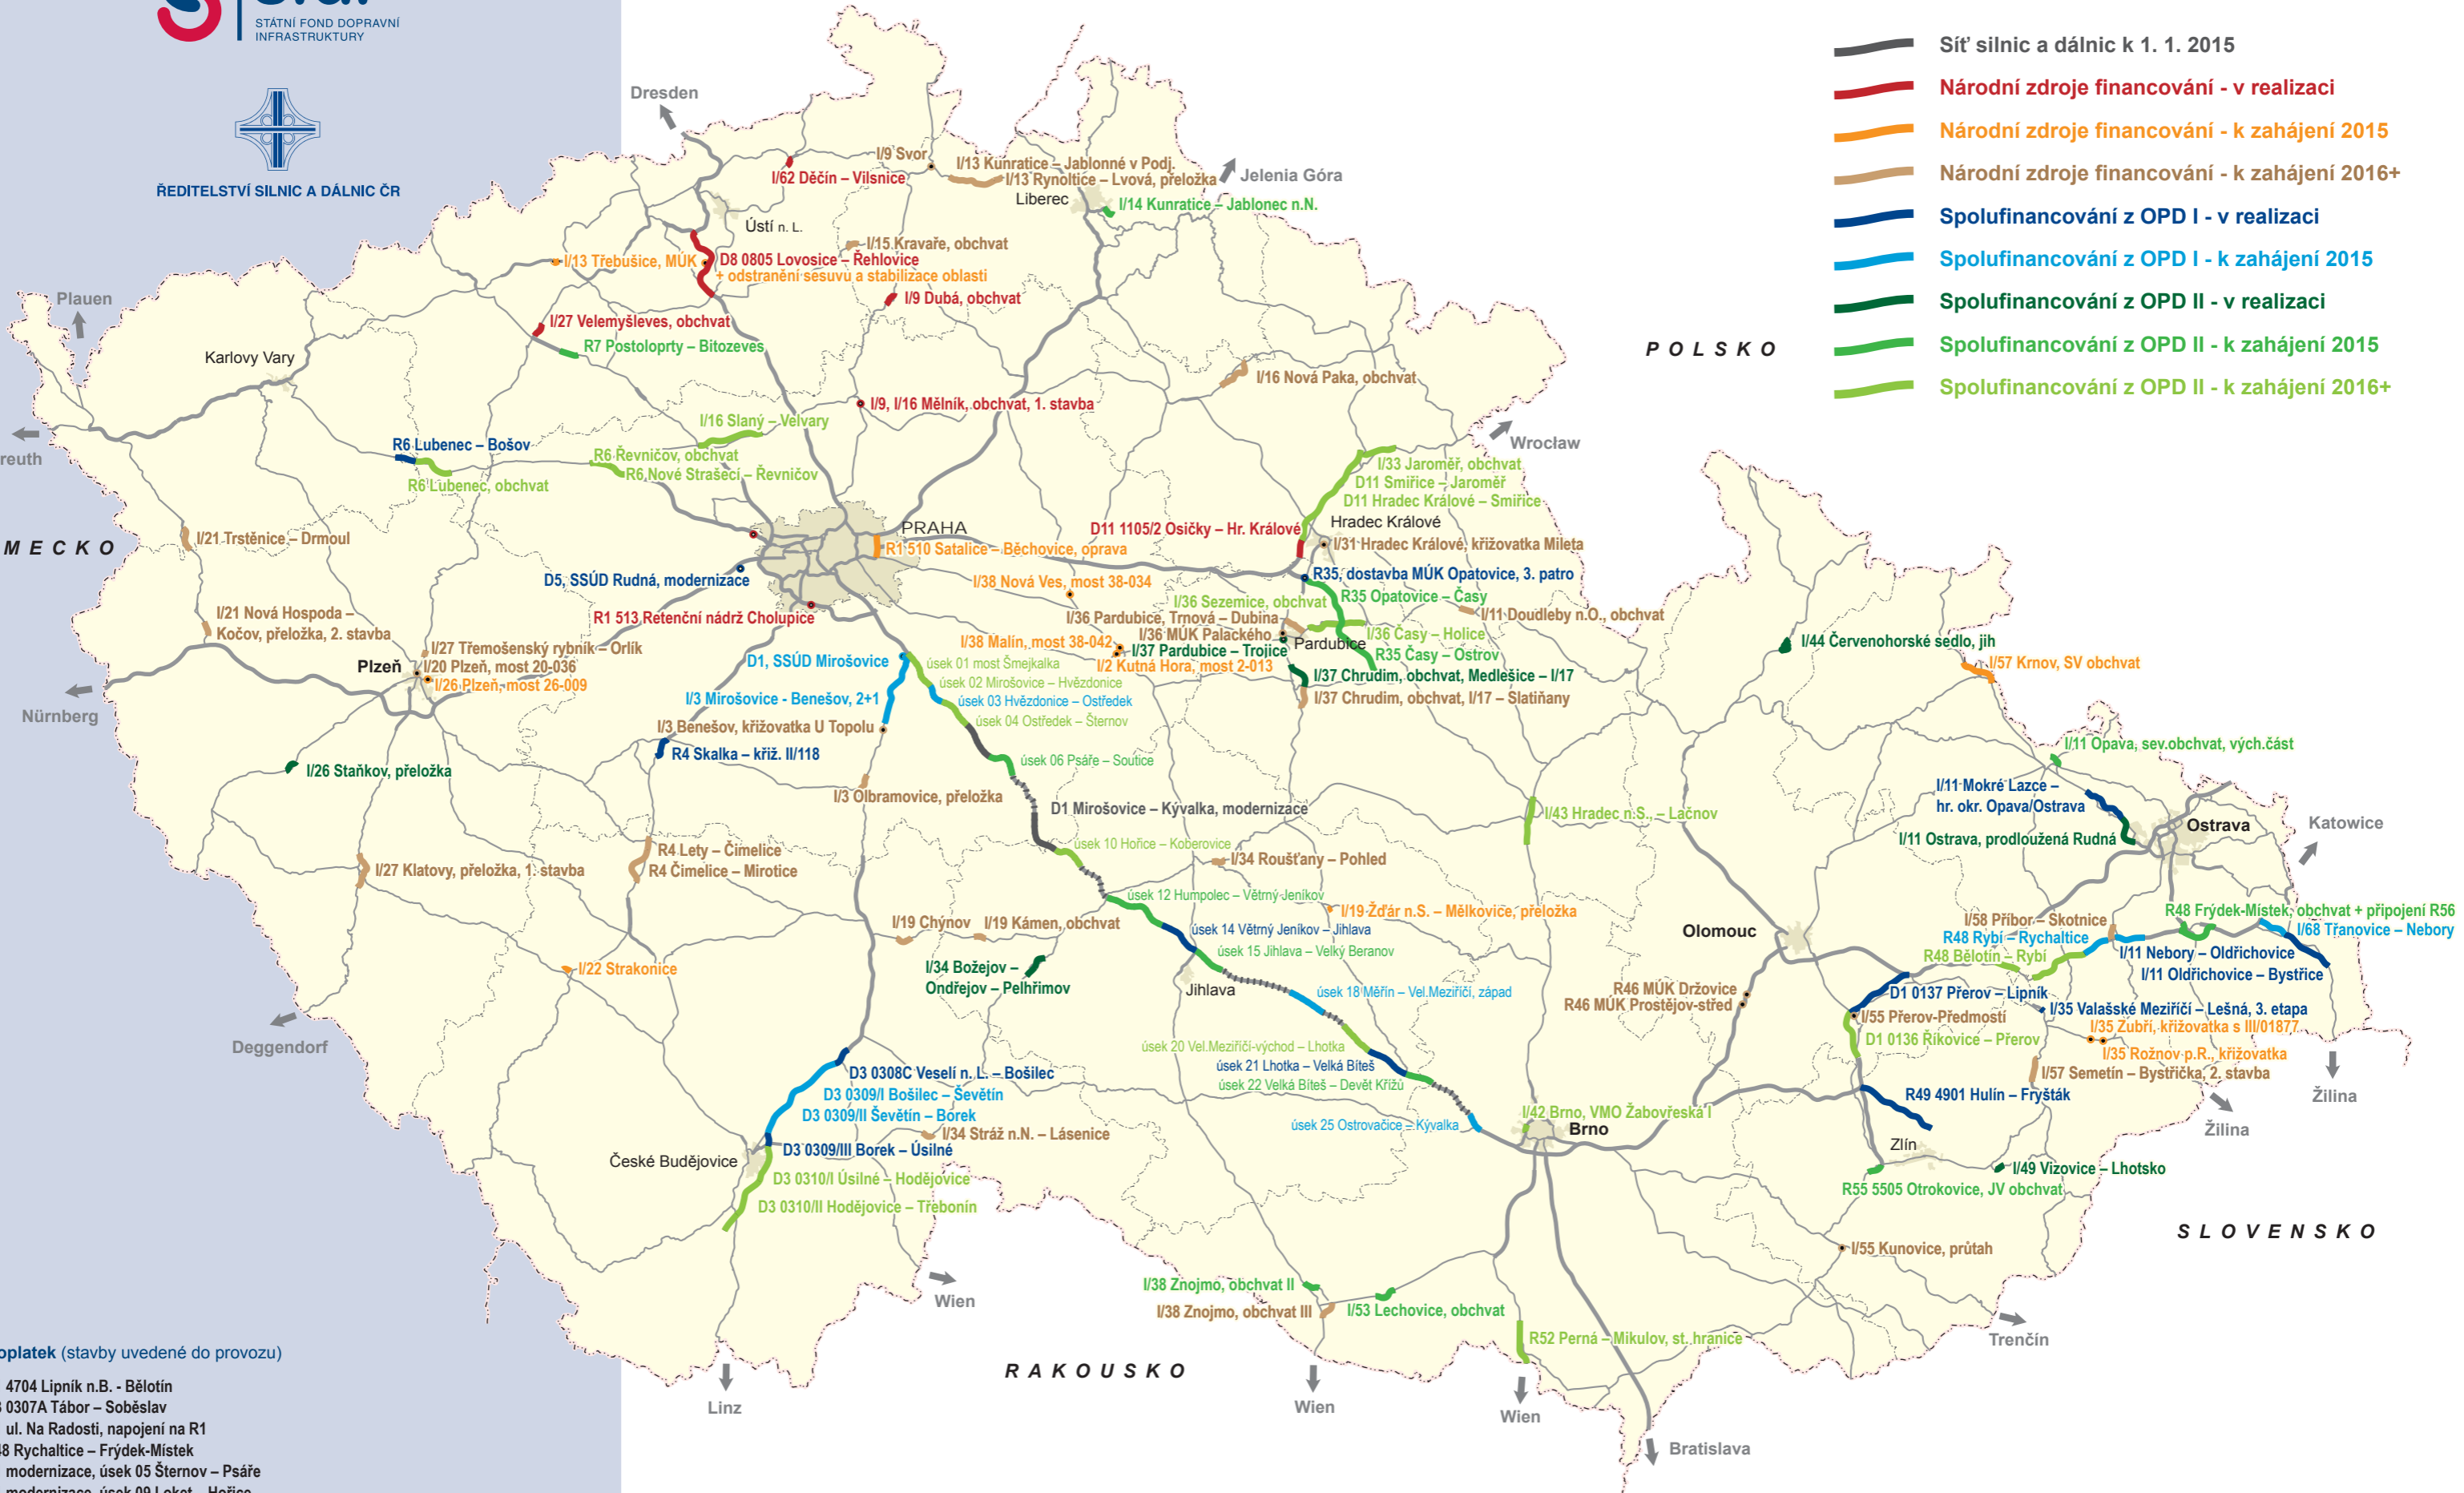 STÁTNÍ FOND DOPRAVNÍ
INFRASTRUKTURY
ŘEDITELSTVÍ SILNIC A DÁLNIC ČR
Síť silnic a dálnic k 1. 1. 2015
Národní zdroje financování - v realizaci
Národní zdroje financování - k zahájení 2015
Národní zdroje financování - k zahájení 2016+
Spolufinancování z OPD I - v realizaci
Spolufinancování z OPD I - k zahájení 2015
Spolufinancování z OPD II - v realizaci
Spolufinancování z OPD II - k zahájení 2015
Spolufinancování z OPD II - k zahájení 2016+
Dresden
I/9 Svor
I/13 Kunratice – Jablonné v Podj.
I/62 Děčín – Vilsnice
I/13 Rynoltice – Lvová, přeložka
Jelenia Góra
Liberec
I/14 Kunratice – Jablonec n.N.
Ústí n. L.
I/15 Kravaře, obchvat
I/13 Třebušice, MÚK
D8 0805 Lovosice – Řehlovice
+ odstranění sesuvu a stabilizace oblasti
I/9 Dubá, obchvat
Plauen
I/27 Velemyšleves, obchvat
R7 Postoloprty – Bitozeves
Karlovy Vary
POLSKO
I/16 Nová Paka, obchvat
I/9, I/16 Mělník, obchvat, 1. stavba
I/16 Slaný – Velvary
reuth
R6 Lubenec – Bošov
R6 Lubenec, obchvat
R6 Řevničov, obchvat
R6 Nové Strašecí – Řevničov
Wrocław
I/33 Jaroměř, obchvat
D11 Smiřice – Jaroměř
D11 Hradec Králové – Smiřice
D11 1105/2 Osičky – Hr. Králové
Hradec Králové
I/31 Hradec Králové, křižovatka Mileta
MECKO
I/21 Trstěnice – Drmoul
PRAHA
R1 510 Satalice – Běchovice, oprava
D5, SSÚD Rudná, modernizace
I/38 Nová Ves, most 38-034
R35, dostavba MÚK Opatovice, 3. patro
R35 Opatovice – Časy
I/36 Sezemice, obchvat
I/11 Doudleby n.O., obchvat
R1 513 Retenční nádrž Cholupice
I/36 Pardubice, Trnová – Dubina
I/36 MÚK Palackého
I/36 Časy – Holice
Pardubice
I/37 Pardubice – Trojice
R35 Časy – Ostrov
I/38 Malín, most 38-042
I/2 Kutná Hora, most 2-013
I/37 Chrudim, obchvat, Medlešice – I/17
I/37 Chrudim, obchvat, I/17 – Slatiňany
I/21 Nová Hospoda –
Kočov, přeložka, 2. stavba
I/27 Třemošenský rybník – Orlík
Plzeň
I/20 Plzeň, most 20-036
I/26 Plzeň, most 26-009
Nürnberg
I/26 Staňkov, přeložka
D1, SSÚD Mirošovice
I/3 Mirošovice - Benešov, 2+1
I/3 Benešov, křižovatka U Topolu
R4 Skalka – křiž. II/118
I/3 Olbramovice, přeložka
úsek 01 most Šmejkalka
úsek 02 Mirošovice – Hvězdonice
úsek 03 Hvězdonice – Ostředek
úsek 04 Ostředek – Šternov
úsek 06 Psáře – Soutice
D1 Mirošovice – Kývalka, modernizace
úsek 10 Hořice – Koberovice
I/34 Roušťany – Pohled
úsek 12 Humpolec – Větrný Jeníkov
I/19 Žďár n.S. – Mělkovice, přeložka
úsek 14 Větrný Jeníkov – Jihlava
úsek 15 Jihlava – Velký Beranov
Jihlava
úsek 18 Měřín – Vel.Meziříčí, západ
úsek 20 Vel.Meziříčí-východ – Lhotka
úsek 21 Lhotka – Velká Bíteš
úsek 22 Velká Bíteš – Devět Křížů
úsek 25 Ostrovačice – Kývalka
I/43 Hradec n.S., – Lačnov
I/44 Červenohorské sedlo, jih
I/57 Krnov, SV obchvat
I/11 Opava, sev.obchvat, vých.část
I/11 Mokré Lazce –
hr. okr. Opava/Ostrava
Ostrava
I/11 Ostrava, prodloužená Rudná
Katowice
R4 Lety – Čimelice
R4 Čimelice – Mirotice
I/27 Klatovy, přeložka, 1. stavba
I/19 Chýnov
I/19 Kámen, obchvat
I/22 Strakonice
I/34 Božejov –
Ondřejov – Pelhřimov
Deggendorf
Olomouc
I/58 Příbor – Skotnice
R48 Frýdek-Místek, obchvat + připojení R56
R48 Rybí – Rychaltice
I/68 Třanovice – Nebory
R48 Bělotín – Rybí
I/11 Nebory – Oldřichovice
I/11 Oldřichovice – Bystřice
R46 MÚK Držovice
R46 MÚK Prostějov-střed
D1 0137 Přerov – Lipník
I/35 Valašské Meziříčí – Lešná, 3. etapa
I/55 Přerov-Předmostí
I/35 Zubří, křižovatka s III/01877
D1 0136 Říkovice – Přerov
I/35 Rožnov p.R., křižovatka
I/57 Semetín – Bystřička, 2. stavba
R49 4901 Hulín – Fryšták
Žilina
Žilina
Zlín
I/49 Vizovice – Lhotsko
R55 5505 Otrokovice, JV obchvat
D3 0308C Veselí n. L. – Bošilec
D3 0309/I Bošilec – Ševětín
D3 0309/II Ševětín – Borek
I/34 Stráž n.N. – Lásenice
D3 0309/III Borek – Úsilné
České Budějovice
D3 0310/I Úsilné – Hodějovice
D3 0310/II Hodějovice – Třebonín
I/42 Brno, VMO Žabovřeská I
Brno
SLOVENSKO
I/55 Kunovice, průtah
Wien
I/38 Znojmo, obchvat II
I/38 Znojmo, obchvat III
I/53 Lechovice, obchvat
R52 Perná – Mikulov, st. hranice
Trenčín
RAKOUSKO
Linz
Wien
Wien
Bratislava
oplatek (stavby uvedené do provozu)
4704 Lipník n.B. - Bělotín
0307A Tábor – Soběslav
ul. Na Radosti, napojení na R1
48 Rychaltice – Frýdek-Místek
modernizace, úsek 05 Šternov – Psáře
modernizace, úsek 09 Loket – Hořice